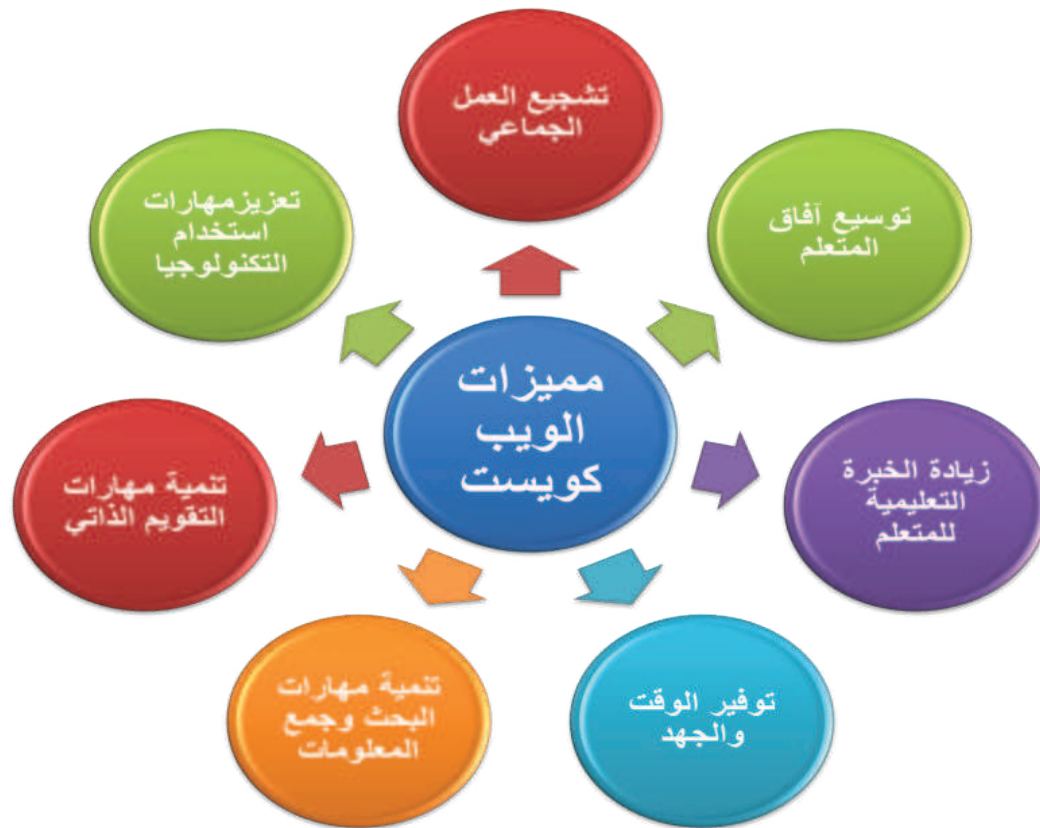 تشجيع العمل
الجماعي
توسيع آفاق
المتعلم
زيادة الخبرة
التعليمية
للمتعلم
توفير الوقت
والجهد
تنمية مهارات
البحث وجمع
المعلومات
تنمية مهارات
التقويم الذاتي
تعزيزمهارات
استخدام
التكنولوجيا
مميزات
الويب
كويست